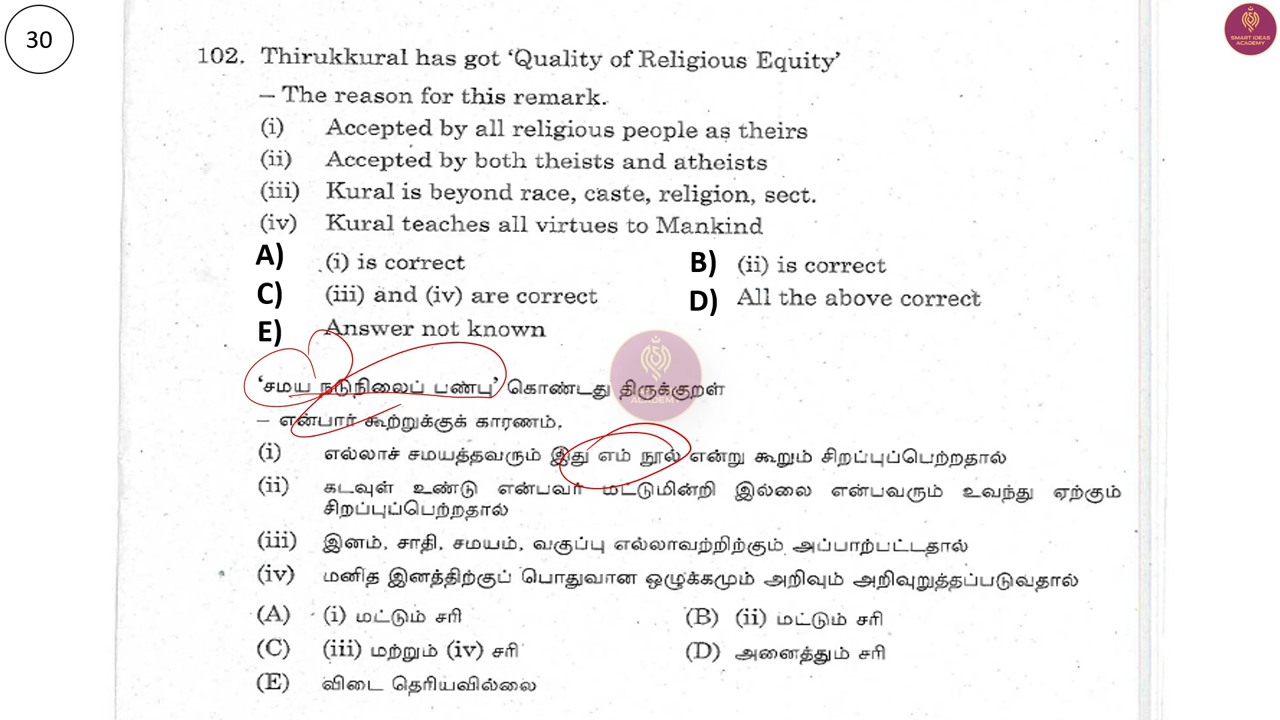 30
SMART IDEAS
ACADEMY
102. Thirukkural has got ‘Quality of Religious Equity’
– The reason for this remark.
(i) Accepted by all religious people as theirs
(ii) Accepted by both theists and atheists
(iii) Kural is beyond race, caste, religion, sect.
(iv) Kural teaches all virtues to Mankind
A) (i) is correct B) (ii) is correct
C) (iii) and (iv) are correct D) All the above correct
E) Answer not known
‘சமய நடுநிலைப் பண்பு’ கொண்டது திருக்குறள்
ACADEMY
– என்பார் கூற்றுக்குக் காரணம்.
(i) எல்லாச் சமயத்தவரும் இது எம் நூல் என்று கூறும் சிறப்புப்பெற்றதால்
(ii) கடவுள் உண்டு என்பவர் மட்டுமின்றி இல்லை என்பவரும் உவந்து ஏற்கும்
சிறப்புப்பெற்றதால்
(iii) இனம், சாதி, சமயம், வகுப்பு எல்லாவற்றிற்கும் அப்பாற்பட்டதால்
(iv) மனித இனத்திற்குப் பொதுவான ஒழுக்கமும் அறிவும் அறிவுறுத்தப்படுவதால்
(A) (i) மட்டும் சரி (B) (ii) மட்டும் சரி
(C) (iii) மற்றும் (iv) சரி (D) அனைத்தும் சரி
(E) விடை தெரியவில்லை